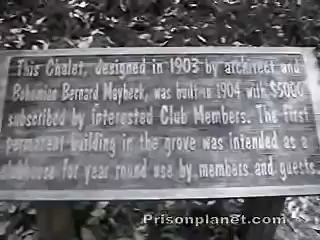 This Chalet, designed in 1903 by architect and
Bohemian Bernard Maybeck, was built in 1904 with $5000
subscribed by interested Club Members. The first
permanent building in the grove was intended as a
clubhouse for year round use by members and guests.
Prisonplanet.com